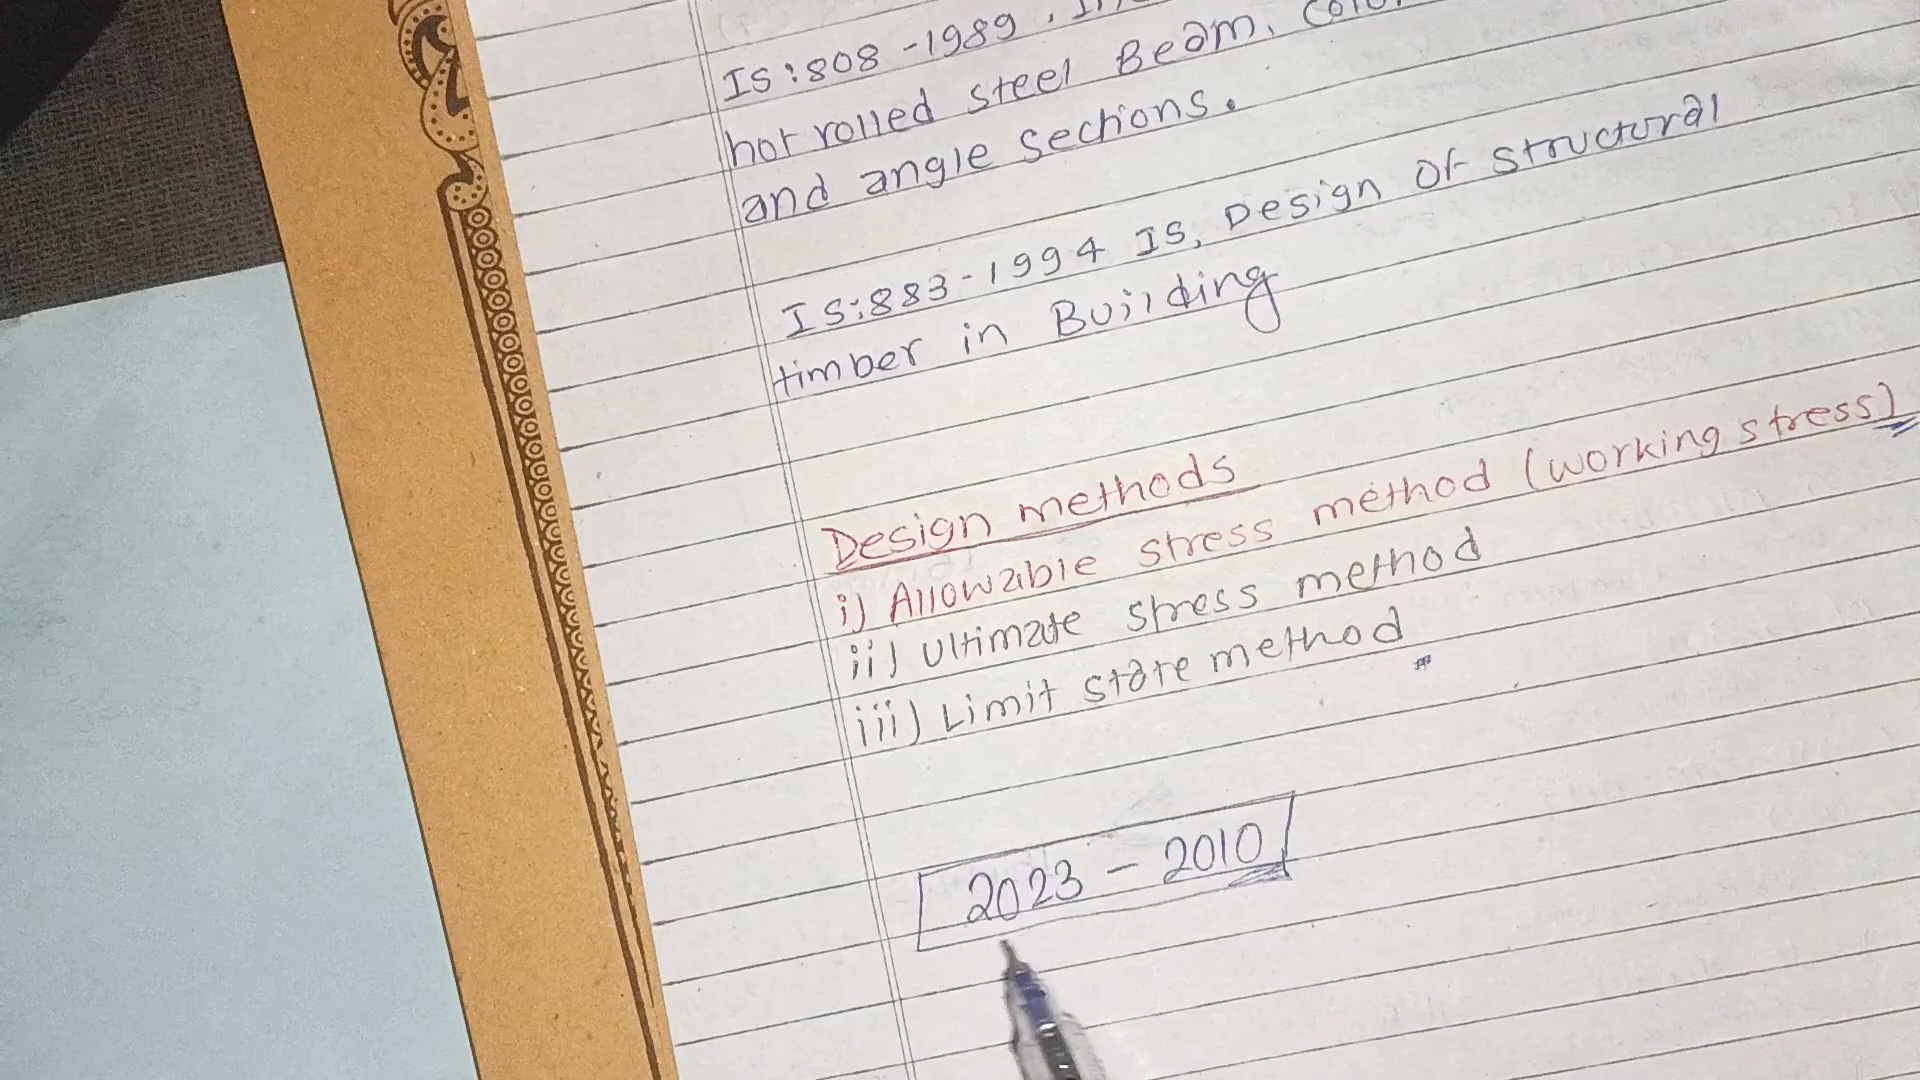 IS:808-1989,
hot rolled steel Beam,
and angle sections.
IS:883-1994 IS, Design Of structural
timber in Building
Design methods
i) Allowable stress method (working stress)
ii) Ultimate stress method
iii) Limit state method
2023-2010